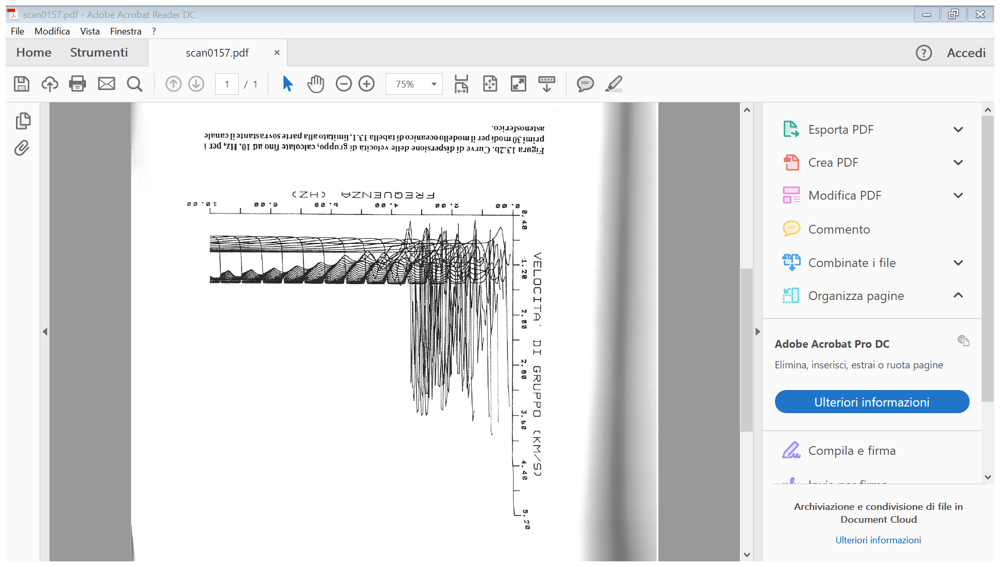 scan0157.pdf - Adobe Acrobat Reader DC
File Modifica Vista Finestra ?
Home Strumenti scan0157.pdf × ? Accedi
1 / 1 75%
Figura 13.2b. Curve di dispersione delle velocità di gruppo, calcolate fino ad 10. Hz, per i
primi 30 modi per il modello oceanico di tabella 13.1, limitato alla parte sovrastante il canale
astenosferico.
FREQUENZA (HZ)
0.00 2.00 4.00 6.00 8.00 10.00
VELOCITA' DI GRUPPO (KM/S)
0.40
1.20
2.00
2.80
3.60
4.40
5.20
Esporta PDF
Crea PDF
Modifica PDF
Commento
Combinate i file
Organizza pagine
Adobe Acrobat Pro DC
Elimina, inserisci, estrai o ruota pagine
Ulteriori informazioni
Compila e firma
Invia per firma
Archiviazione e condivisione di file in
Document Cloud
Ulteriori informazioni